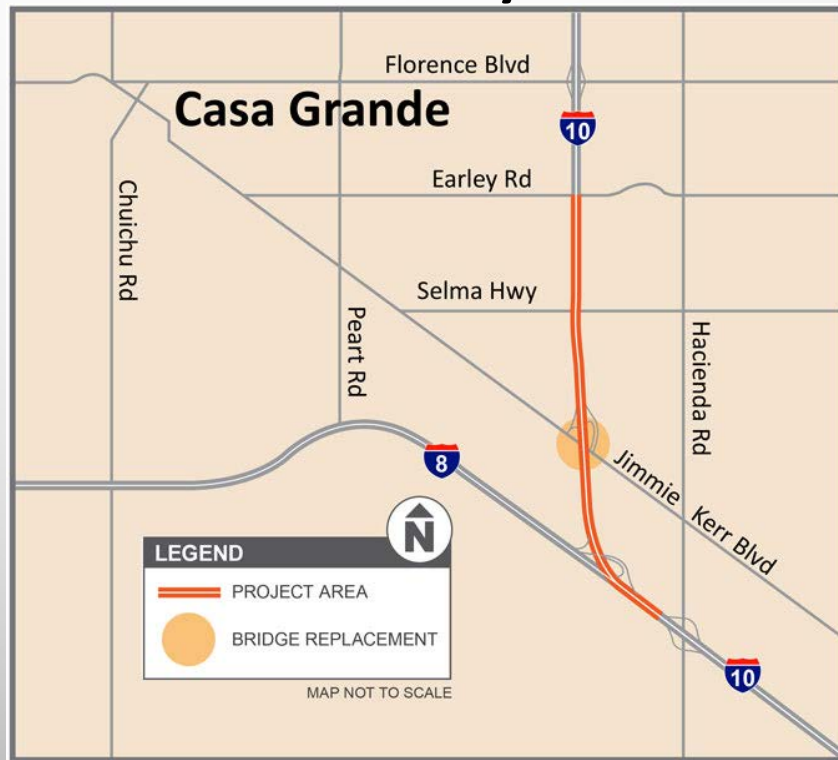 Florence Blvd
Casa Grande
10
Earley Rd
Chuichu Rd
Selma Hwy
Peart Rd
Hacienda Rd
8
Jimmie Kerr Blvd
N
LEGEND
PROJECT AREA
BRIDGE REPLACEMENT
MAP NOT TO SCALE
10